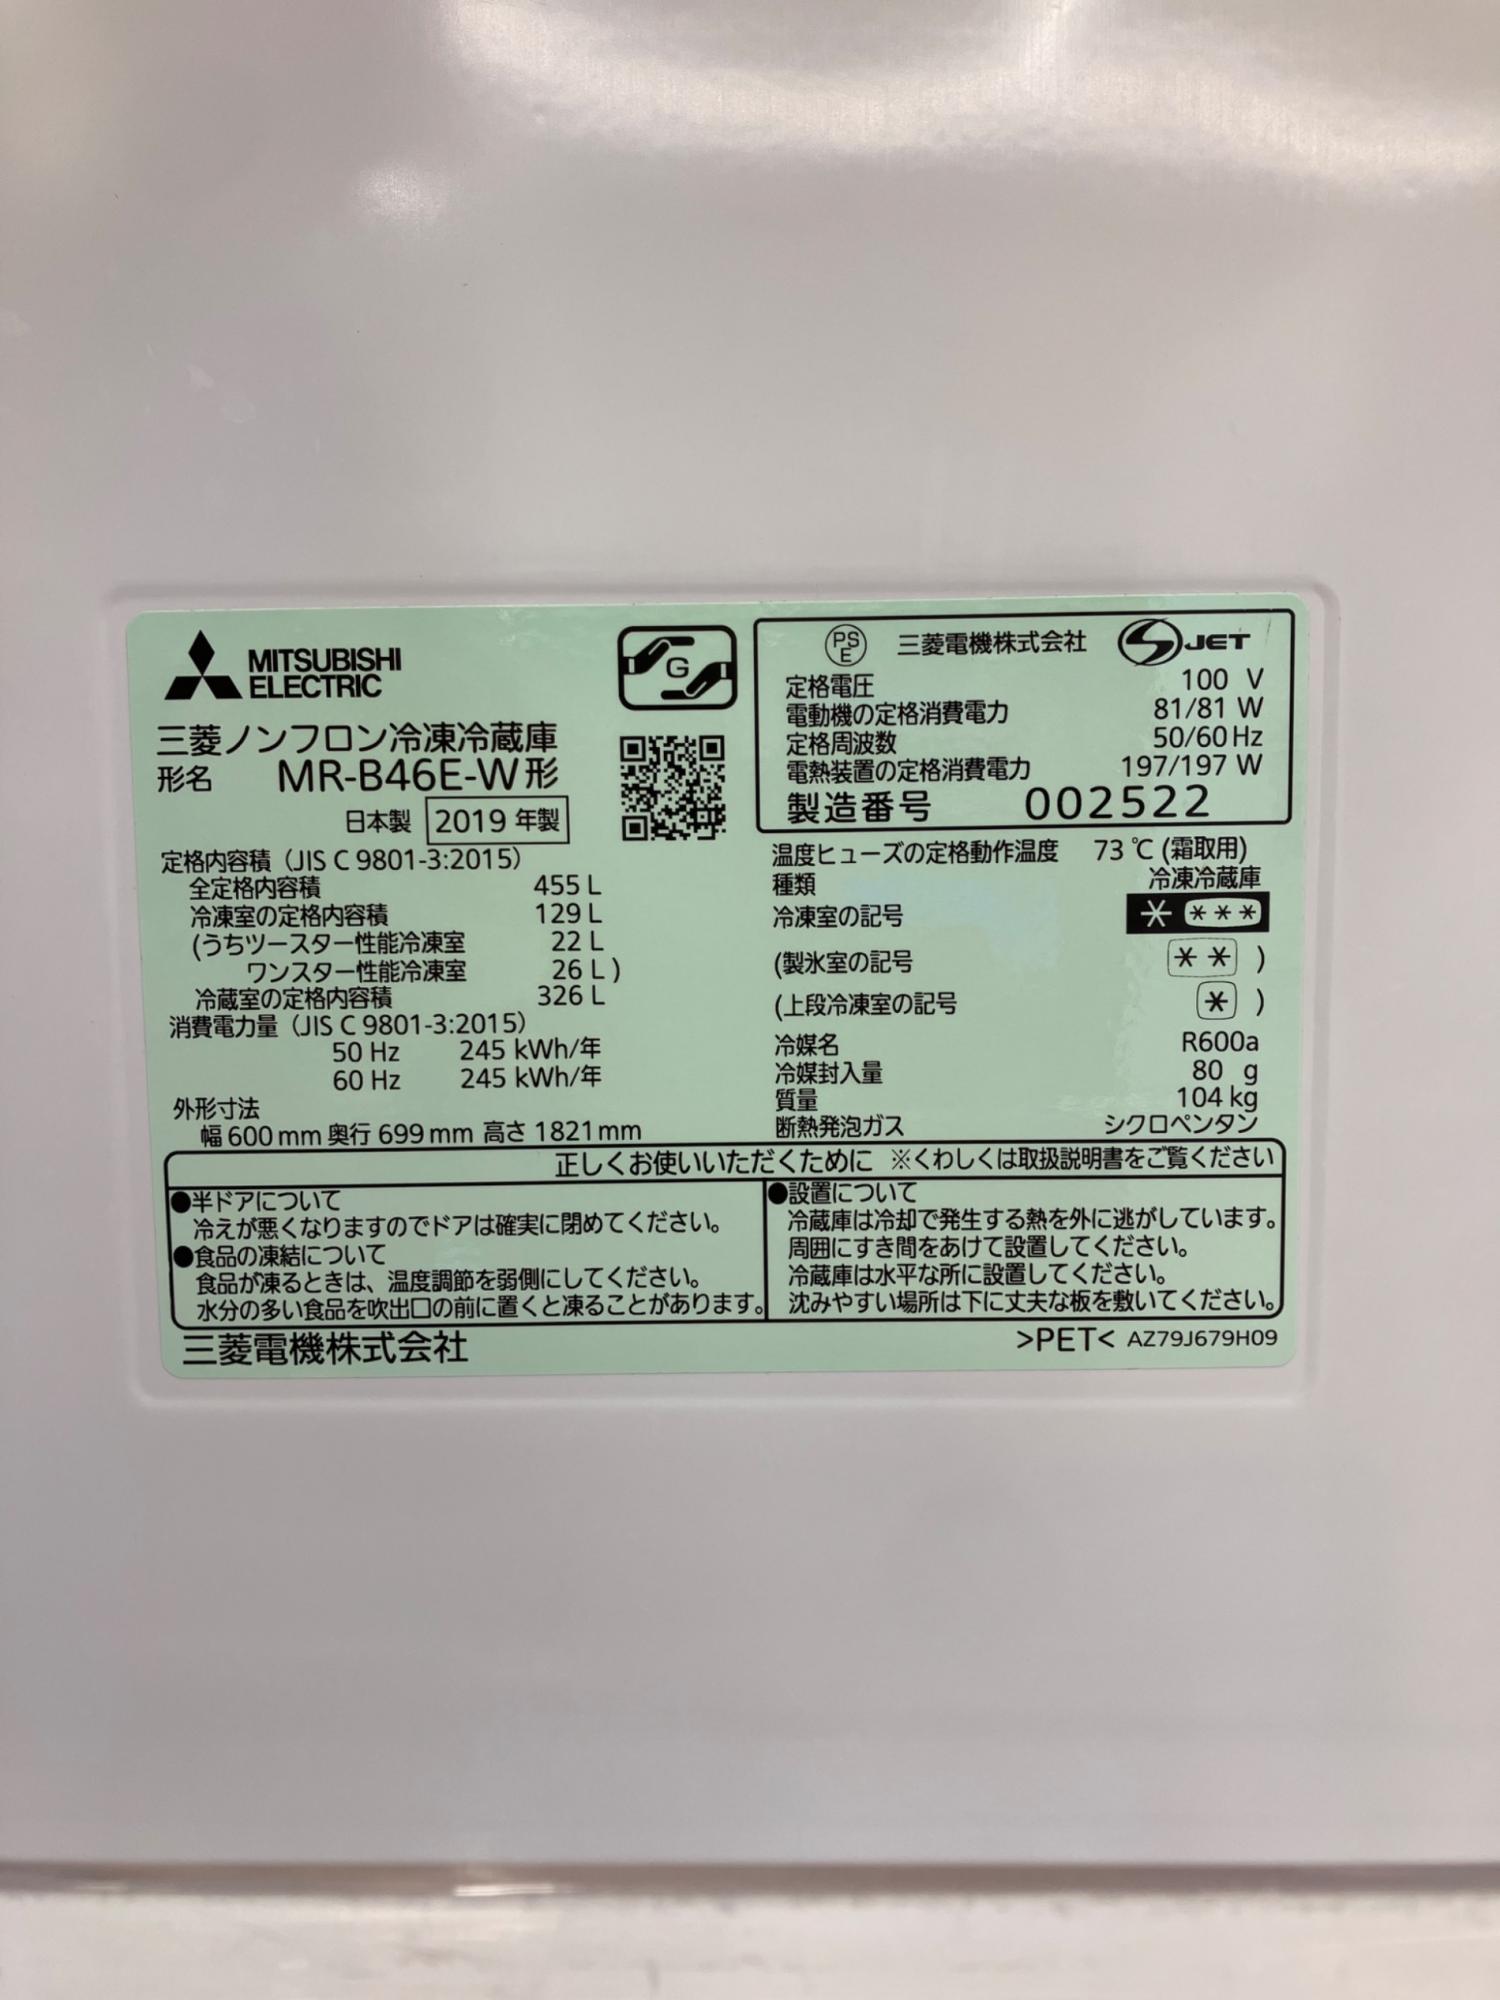 MITSUBISHI
ELECTRIC
G
三菱ノンフロン冷凍冷蔵庫
形名 MR-B46E-W形
日本製 2019 年製
定格内容積（JIS C 9801-3:2015）
全定格内容積 455 L
冷凍室の定格内容積 129 L
(うちツースター性能冷凍室 22 L
ワンスター性能冷凍室 26 L )
冷蔵室の定格内容積 326 L
消費電力量（JIS C 9801-3:2015）
50 Hz 245 kWh/年
60 Hz 245 kWh/年
外形寸法
幅 600 mm 奥行 699 mm 高さ 1821 mm
PSE 三菱電機株式会社 S JET
定格電圧 100 V
電動機の定格消費電力 81/81 W
定格周波数 50/60 Hz
電熱装置の定格消費電力 197/197 W
製造番号 002522
温度ヒューズの定格動作温度 73 ℃ (霜取用)
種類 冷凍冷蔵庫
冷凍室の記号 * ***
(製氷室の記号 ** )
(上段冷凍室の記号 * )
冷媒名 R600a
冷媒封入量 80 g
質量 104 kg
断熱発泡ガス シクロペンタン
正しくお使いいただくために ※くわしくは取扱説明書をご覧ください
●半ドアについて
冷えが悪くなりますのでドアは確実に閉めてください。
●食品の凍結について
食品が凍るときは、温度調節を弱側にしてください。
水分の多い食品を吹出口の前に置くと凍ることがあります。
●設置について
冷蔵庫は冷却で発生する熱を外に逃がしています。
周囲にすき間をあけて設置してください。
冷蔵庫は水平な所に設置してください。
沈みやすい場所は下に丈夫な板を敷いてください。
三菱電機株式会社
>PET< AZ79J679H09